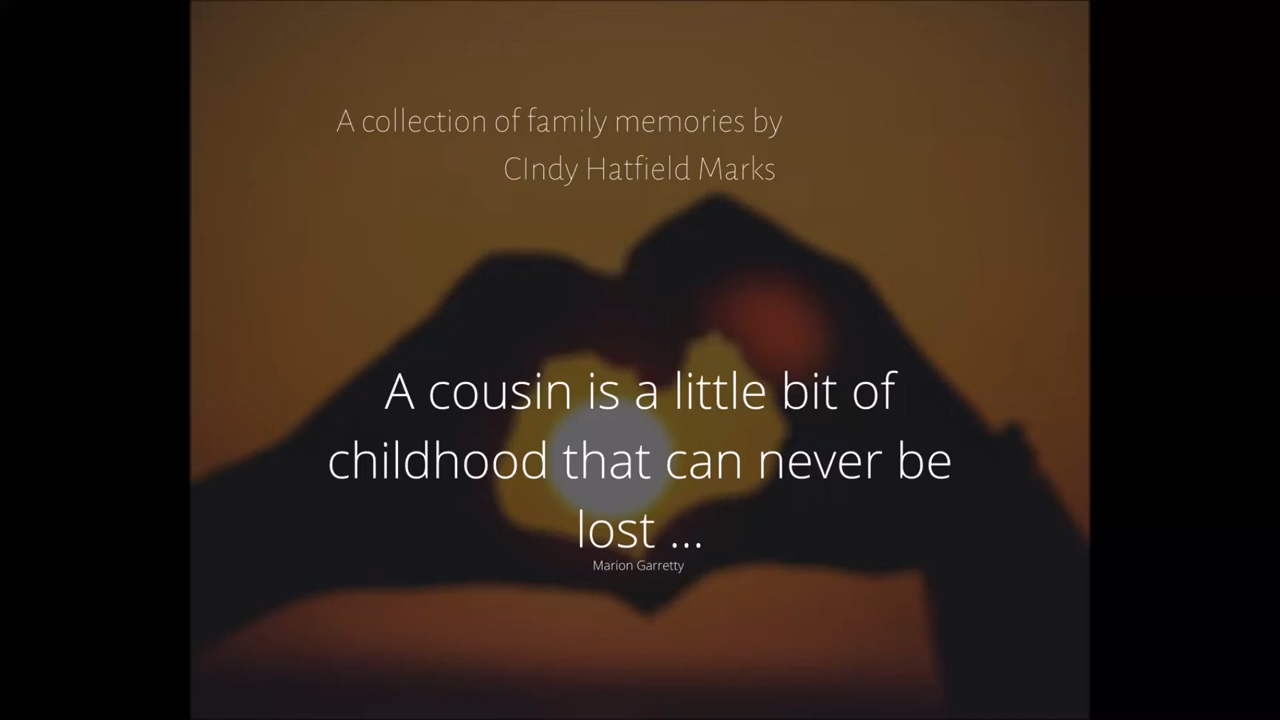 A collection of family memories by
CIndy Hatfield Marks
A cousin is a little bit of
childhood that can never be
lost ...
Marion Garretty